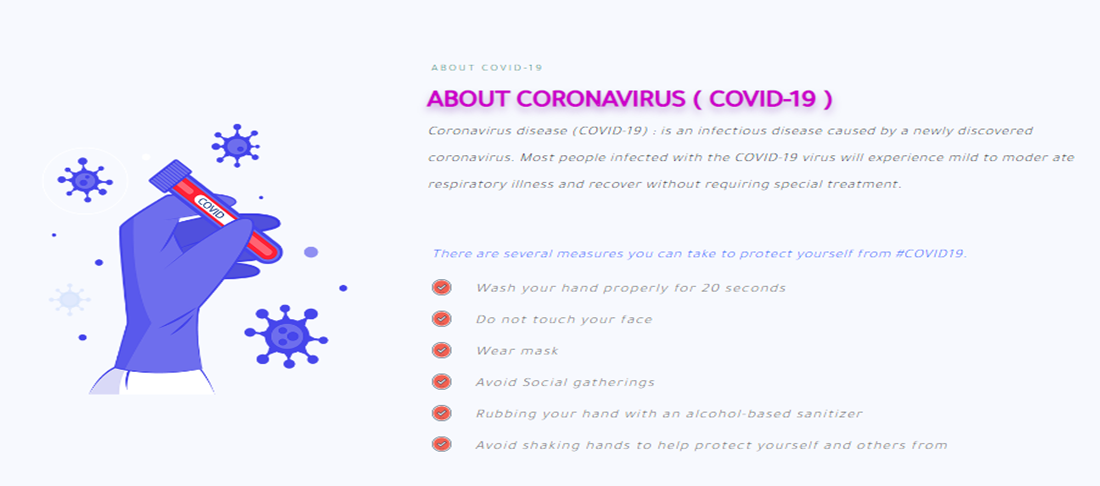 ABOUT COVID-19
ABOUT CORONAVIRUS ( COVID-19 )
Coronavirus disease (COVID-19) : is an infectious disease caused by a newly discovered
coronavirus. Most people infected with the COVID-19 virus will experience mild to moder ate
respiratory illness and recover without requiring special treatment.
COVID
There are several measures you can take to protect yourself from #COVID19.
Wash your hand properly for 20 seconds
Do not touch your face
Wear mask
Avoid Social gatherings
Rubbing your hand with an alcohol-based sanitizer
Avoid shaking hands to help protect yourself and others from